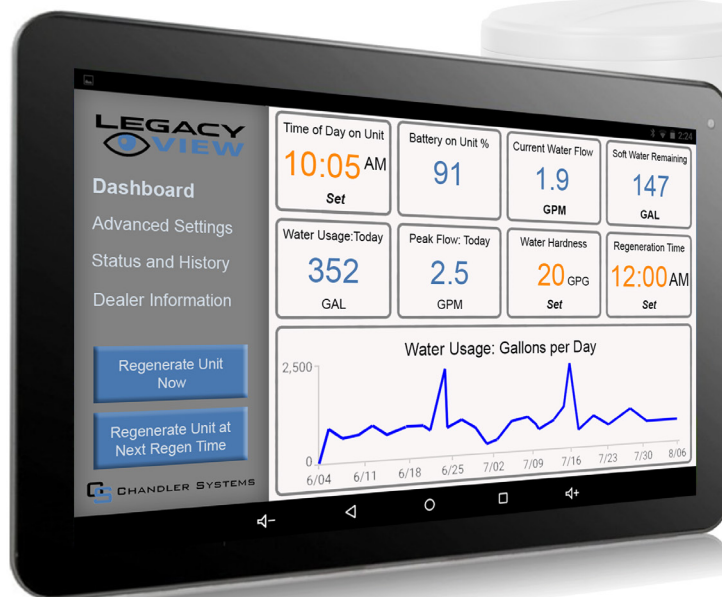 2:24
LEGACY
VIEW
Dashboard
Advanced Settings
Status and History
Dealer Information
Regenerate Unit
Now
Regenerate Unit at
Next Regen Time
CS CHANDLER SYSTEMS
Time of Day on Unit
10:05 AM
Set
Battery on Unit %
91
Current Water Flow
1.9
GPM
Soft Water Remaining
147
GAL
Water Usage:Today
352
GAL
Peak Flow: Today
2.5
GPM
Water Hardness
20 GPG
Set
Regeneration Time
12:00 AM
Set
Water Usage: Gallons per Day
2,500
0
6/04 6/11 6/18 6/25 7/02 7/09 7/16 7/23 7/30 8/06